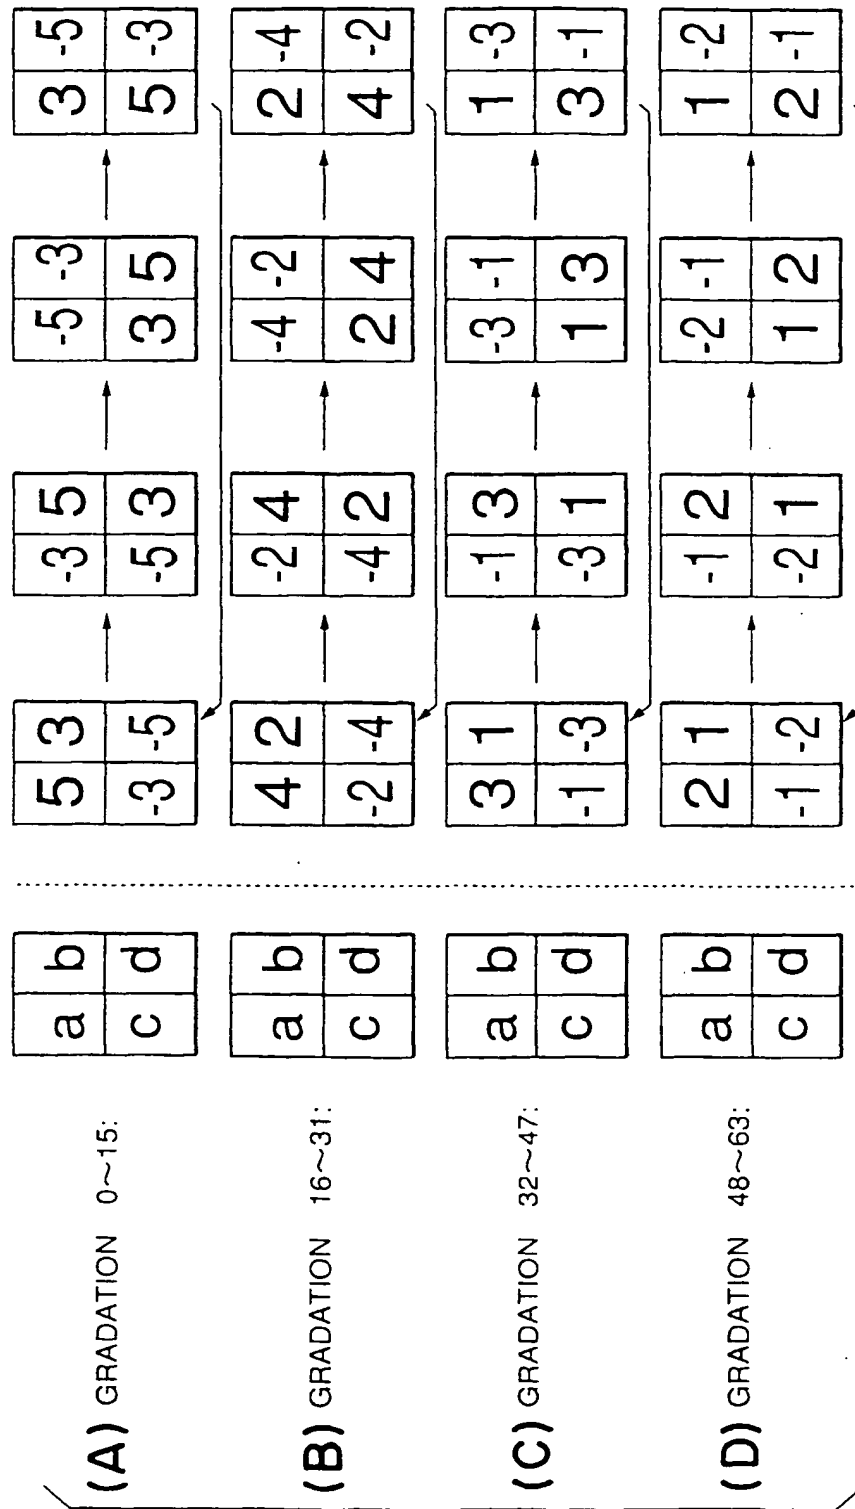 a b 5 3 -3 5 -5 -3 3 -5
(A) GRADATION 0~15:
c d -3 -5 -5 3 3 5 5 -3
a b 4 2 -2 4 -4 -2 2 -4
(B) GRADATION 16~31:
c d -2 -4 -4 2 2 4 4 -2
a b 3 1 -1 3 -3 -1 1 -3
(C) GRADATION 32~47:
c d -1 -3 -3 1 1 3 3 -1
a b 2 1 -1 2 -2 -1 1 -2
(D) GRADATION 48~63:
c d -1 -2 -2 1 1 2 2 -1